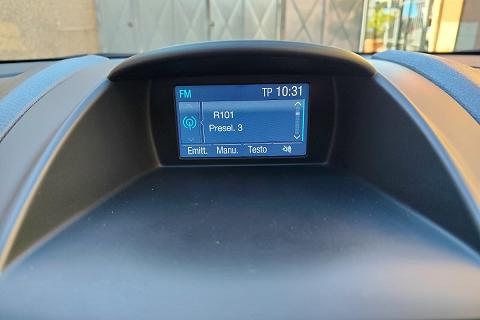 FM TP 10:31
R101
Presel. 3
Emitt. Manu. Testo